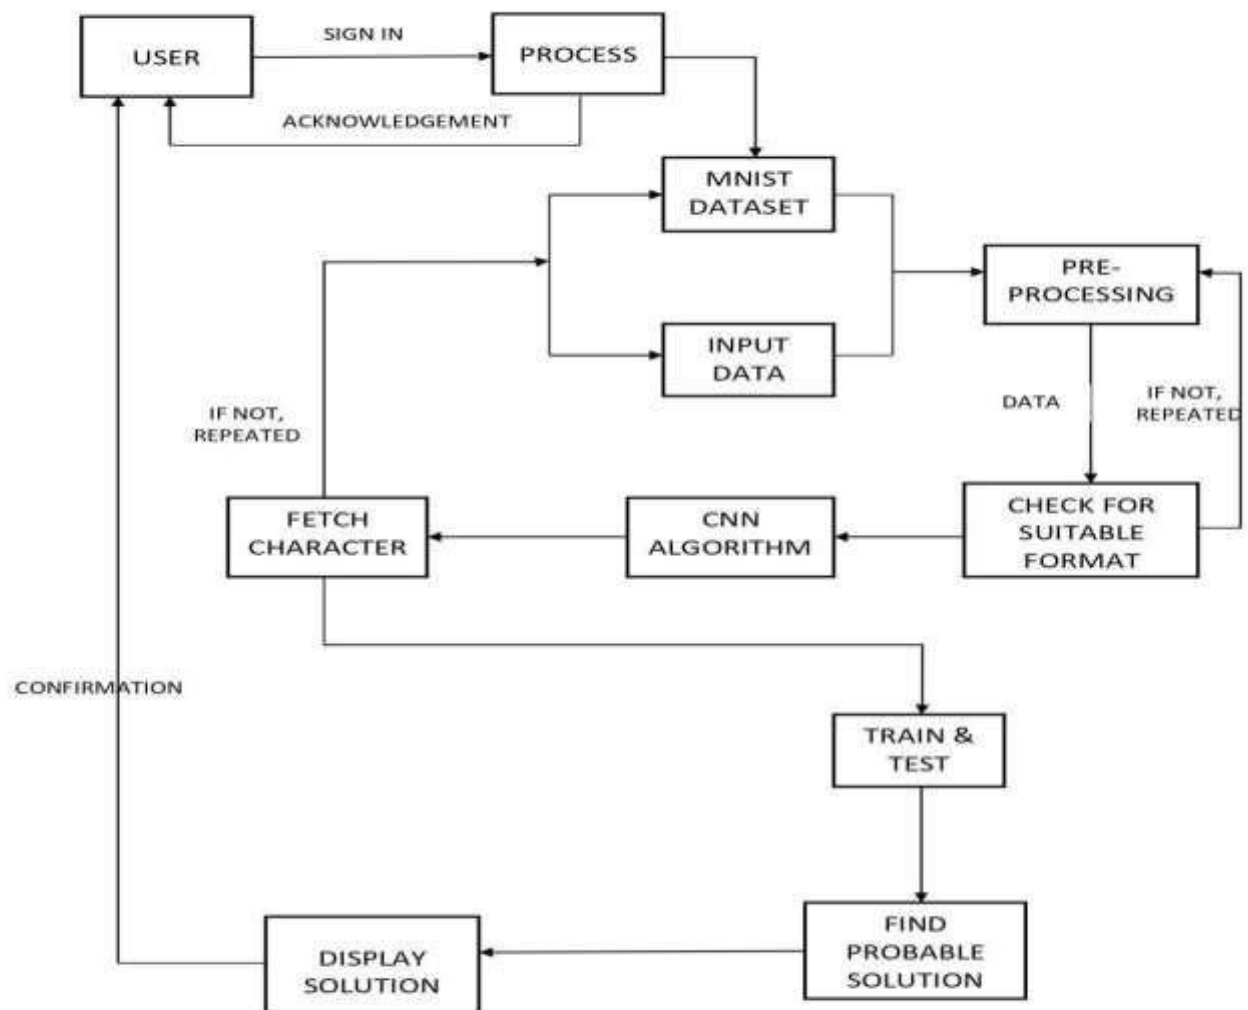 USER
SIGN IN
PROCESS
ACKNOWLEDGEMENT
MNIST
DATASET
PRE-
PROCESSING
INPUT
DATA
IF NOT,
REPEATED
DATA
IF NOT,
REPEATED
FETCH
CHARACTER
CNN
ALGORITHM
CHECK FOR
SUITABLE
FORMAT
CONFIRMATION
TRAIN &
TEST
FIND
PROBABLE
SOLUTION
DISPLAY
SOLUTION